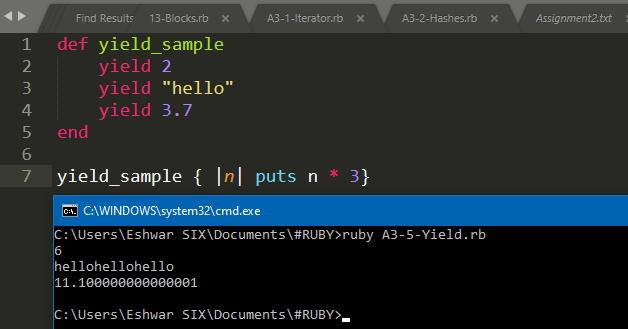 Find Results 13-Blocks.rb × A3-1-Iterator.rb × A3-2-Hashes.rb × Assignment2.txt
1 def yield_sample
2     yield 2
3     yield "hello"
4     yield 3.7
5 end
6
7 yield_sample { |n| puts n * 3}
C:\WINDOWS\system32\cmd.exe
C:\Users\Eshwar SIX\Documents\#RUBY>ruby A3-5-Yield.rb
6
hellohellohello
11.100000000000001
C:\Users\Eshwar SIX\Documents\#RUBY>